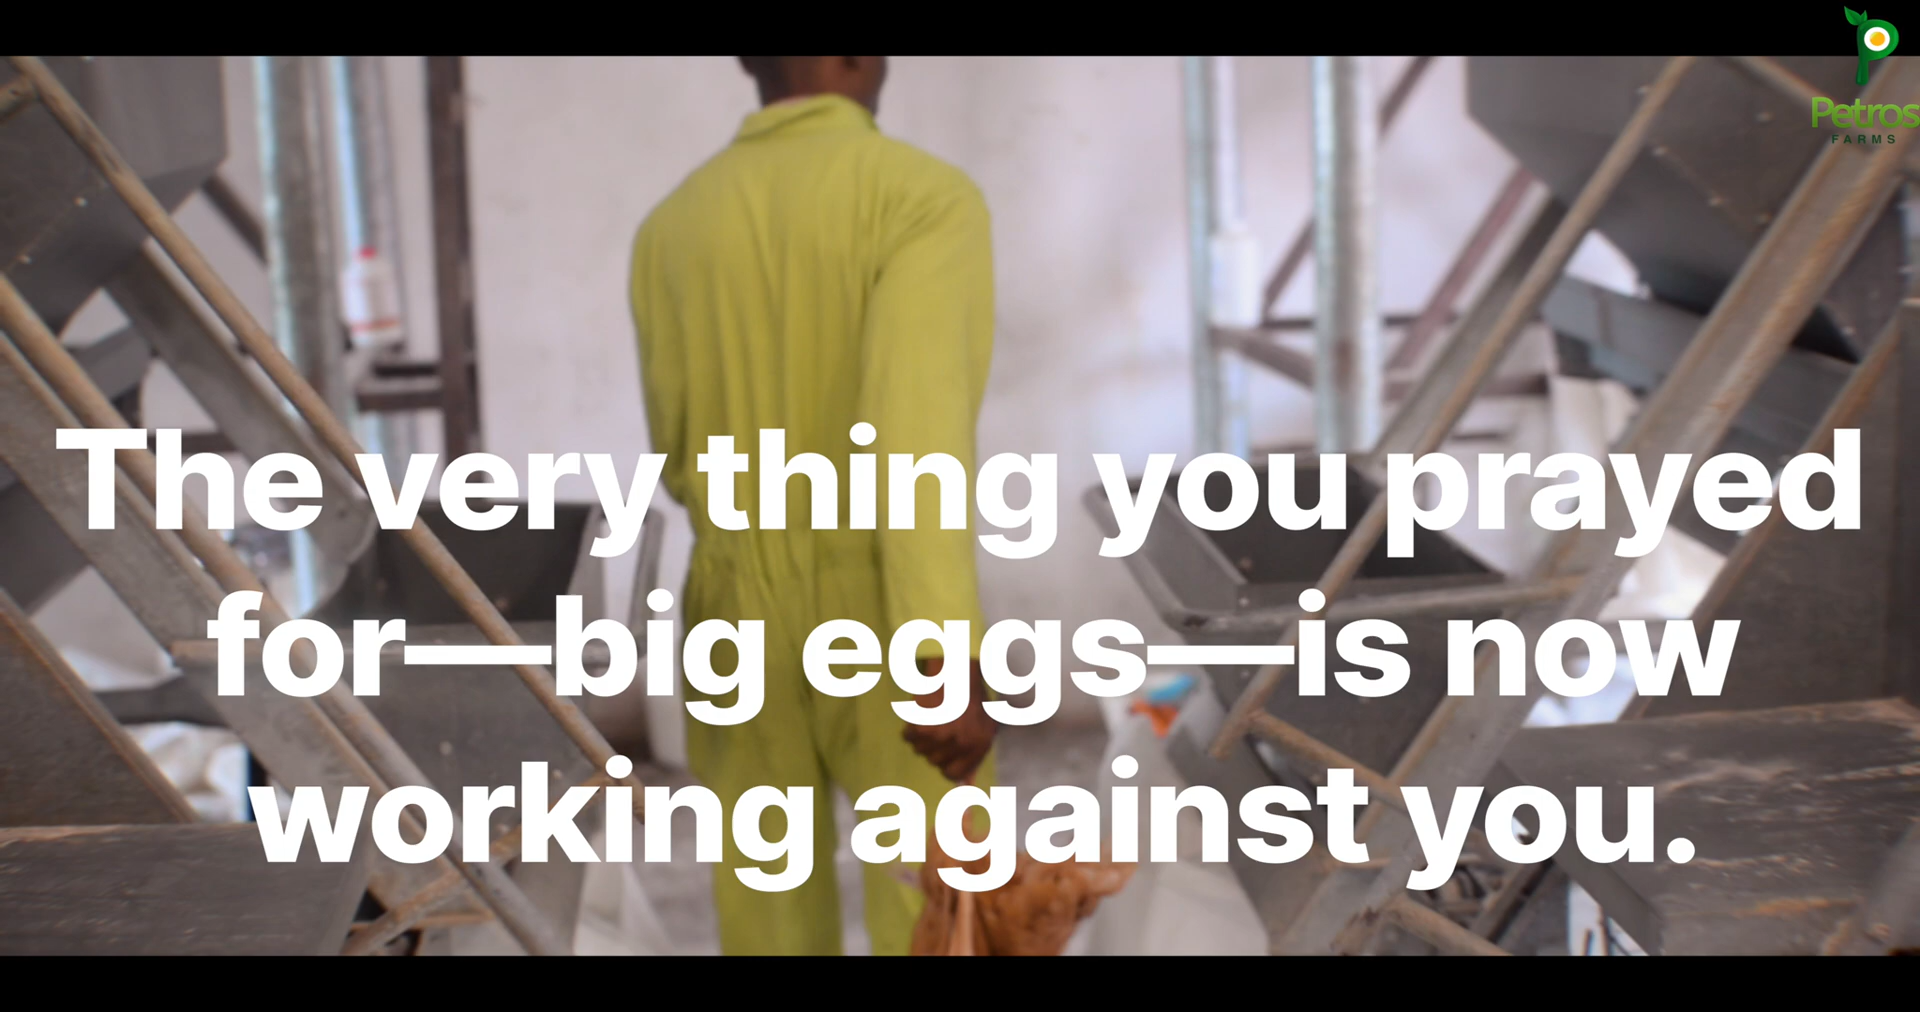 Petros
FARMS
The very thing you prayed
for—big eggs—is now
working against you.